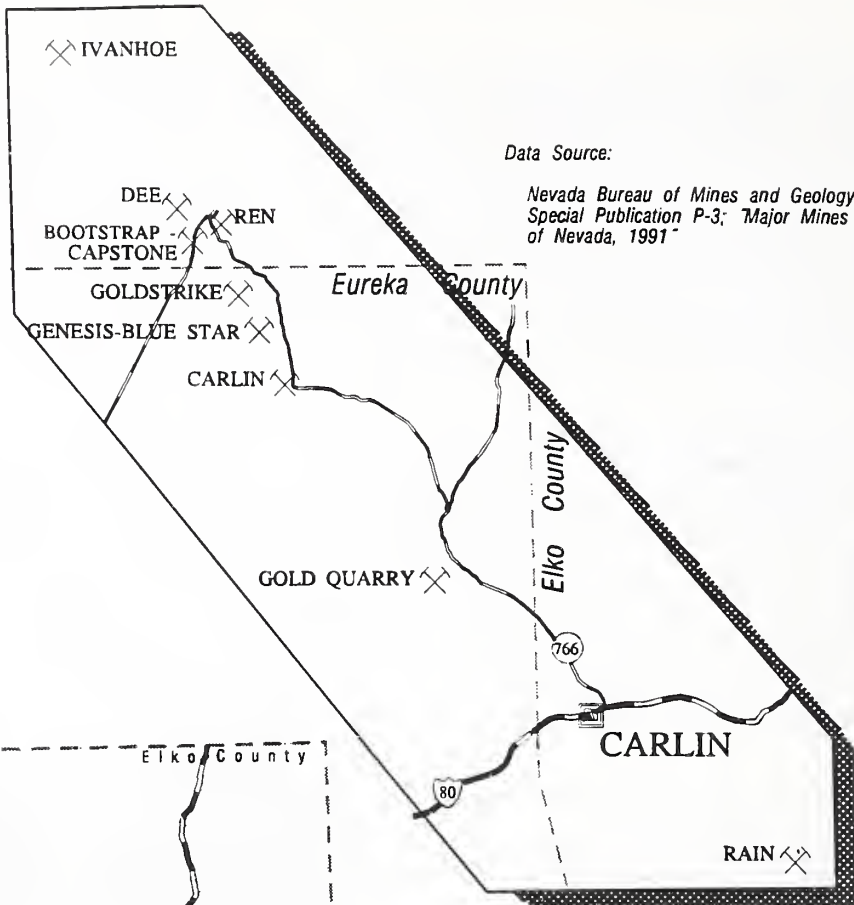 IVANHOE
Data Source:
Nevada Bureau of Mines and Geology
Special Publication P-3; "Major Mines
of Nevada, 1991"
DEE
REN
BOOTSTRAP -
CAPSTONE
Eureka County
GOLDSTRIKE
GENESIS-BLUE STAR
CARLIN
Elko County
GOLD QUARRY
766
CARLIN
Elko County
80
RAIN